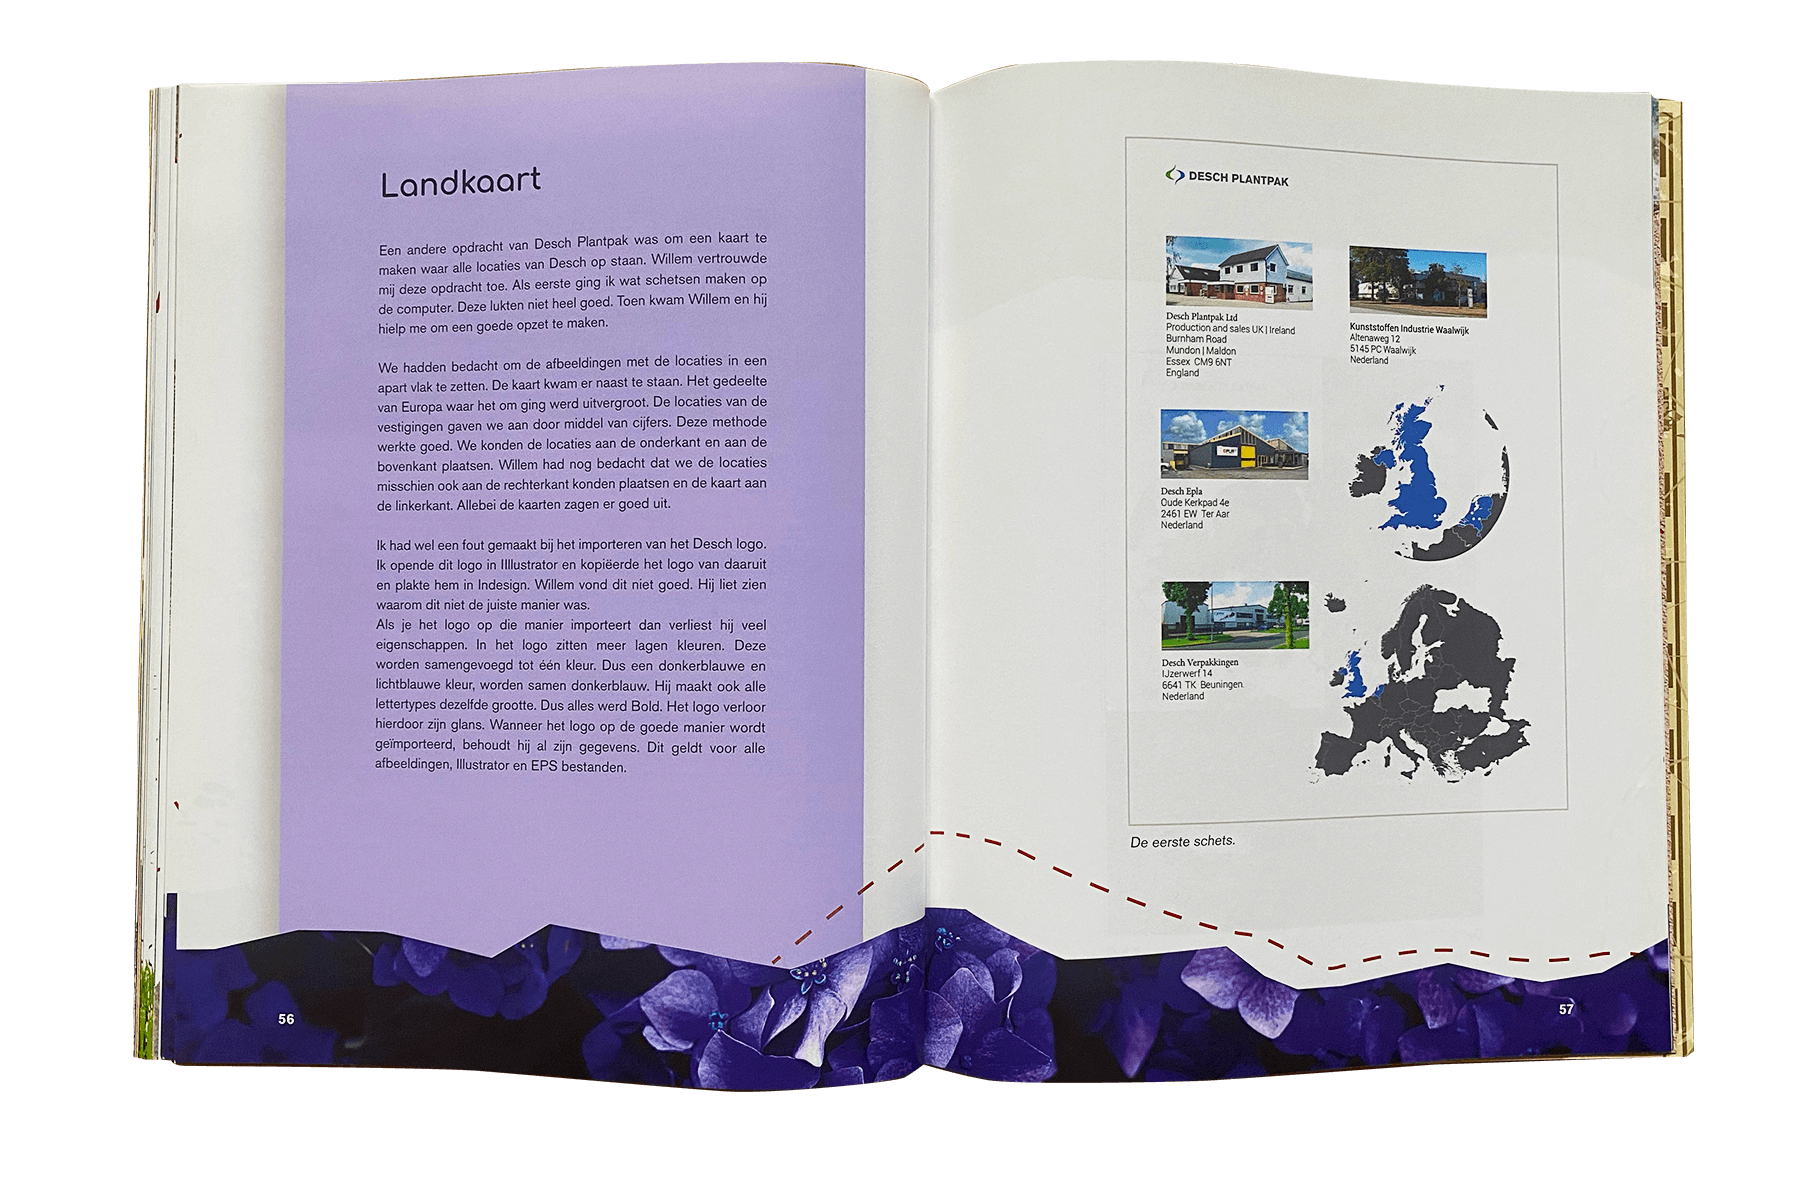 Landkaart
Een andere opdracht van Desch Plantpak was om een kaart te
maken waar alle locaties van Desch op staan. Willem vertrouwde
mij deze opdracht toe. Als eerste ging ik wat schetsen maken op
de computer. Deze lukten niet heel goed. Toen kwam Willem en hij
hielp me om een goede opzet te maken.
We hadden bedacht om de afbeeldingen met de locaties in een
apart vlak te zetten. De kaart kwam er naast te staan. Het gedeelte
van Europa waar het om ging werd uitvergroot. De locaties van de
vestigingen gaven we aan door middel van cijfers. Deze methode
werkte goed. We konden de locaties aan de onderkant en aan de
bovenkant plaatsen. Willem had nog bedacht dat we de locaties
misschien ook aan de rechterkant konden plaatsen en de kaart aan
de linkerkant. Allebei de kaarten zagen er goed uit.
Ik had wel een fout gemaakt bij het importeren van het Desch logo.
Ik opende dit logo in Illlustrator en kopiëerde het logo van daaruit
en plakte hem in Indesign. Willem vond dit niet goed. Hij liet zien
waarom dit niet de juiste manier was.
Als je het logo op die manier importeert dan verliest hij veel
eigenschappen. In het logo zitten meer lagen kleuren. Deze
worden samengevoegd tot één kleur. Dus een donkerblauwe en
lichtblauwe kleur, worden samen donkerblauw. Hij maakt ook alle
lettertypes dezelfde grootte. Dus alles werd Bold. Het logo verloor
hierdoor zijn glans. Wanneer het logo op de goede manier wordt
geïmporteerd, behoudt hij al zijn gegevens. Dit geldt voor alle
afbeeldingen, Illustrator en EPS bestanden.
56
DESCH PLANTPAK
Desch Plantpak Ltd
Production and sales UK | Ireland
Burnham Road
Mundon | Maldon
Essex CM9 6NT
England
Kunststoffen Industrie Waalwijk
Altenaweg 12
5145 PC Waalwijk
Nederland
Desch Epla
Oude Kerkpad 4e
2461 EW Ter Aar
Nederland
Desch Verpakkingen
IJzerwerf 14
6641 TK Beuningen.
Nederland
De eerste schets.
57